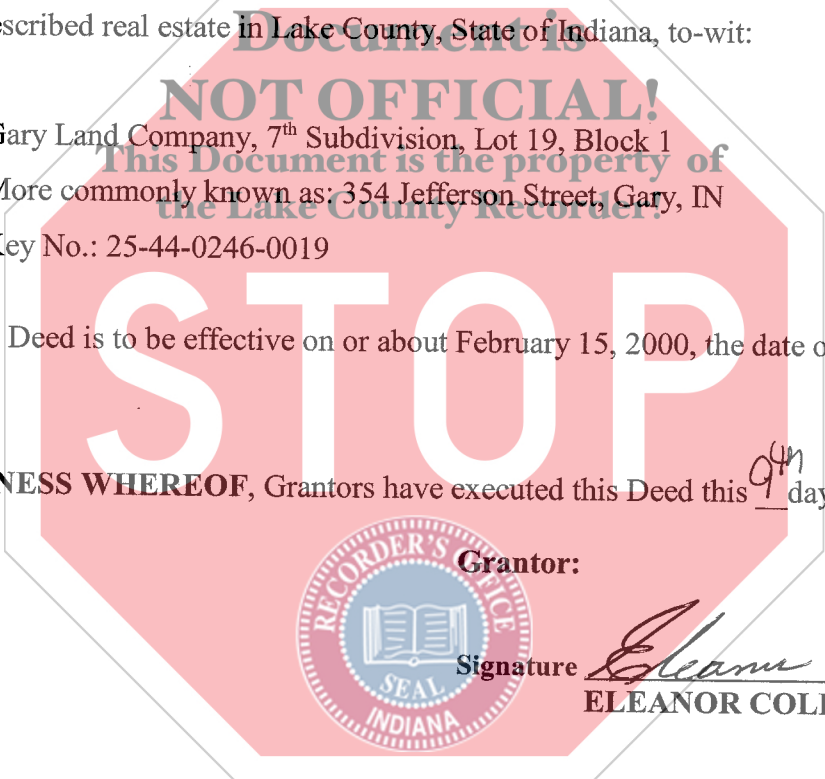 escribed real estate in Lake County, State of Indiana, to-wit:
Document is
NOT OFFICIAL!
Gary Land Company, 7th Subdivision, Lot 19, Block 1
This Document is the property of
More commonly known as: 354 Jefferson Street, Gary, IN
the Lake County Recorder!
Key No.: 25-44-0246-0019
STOP
Deed is to be effective on or about February 15, 2000, the date o
NESS WHEREOF, Grantors have executed this Deed this 9th day
RECORDER'S OFFICE
SEAL
INDIANA
Grantor:
Signature Eleanor
ELEANOR COL